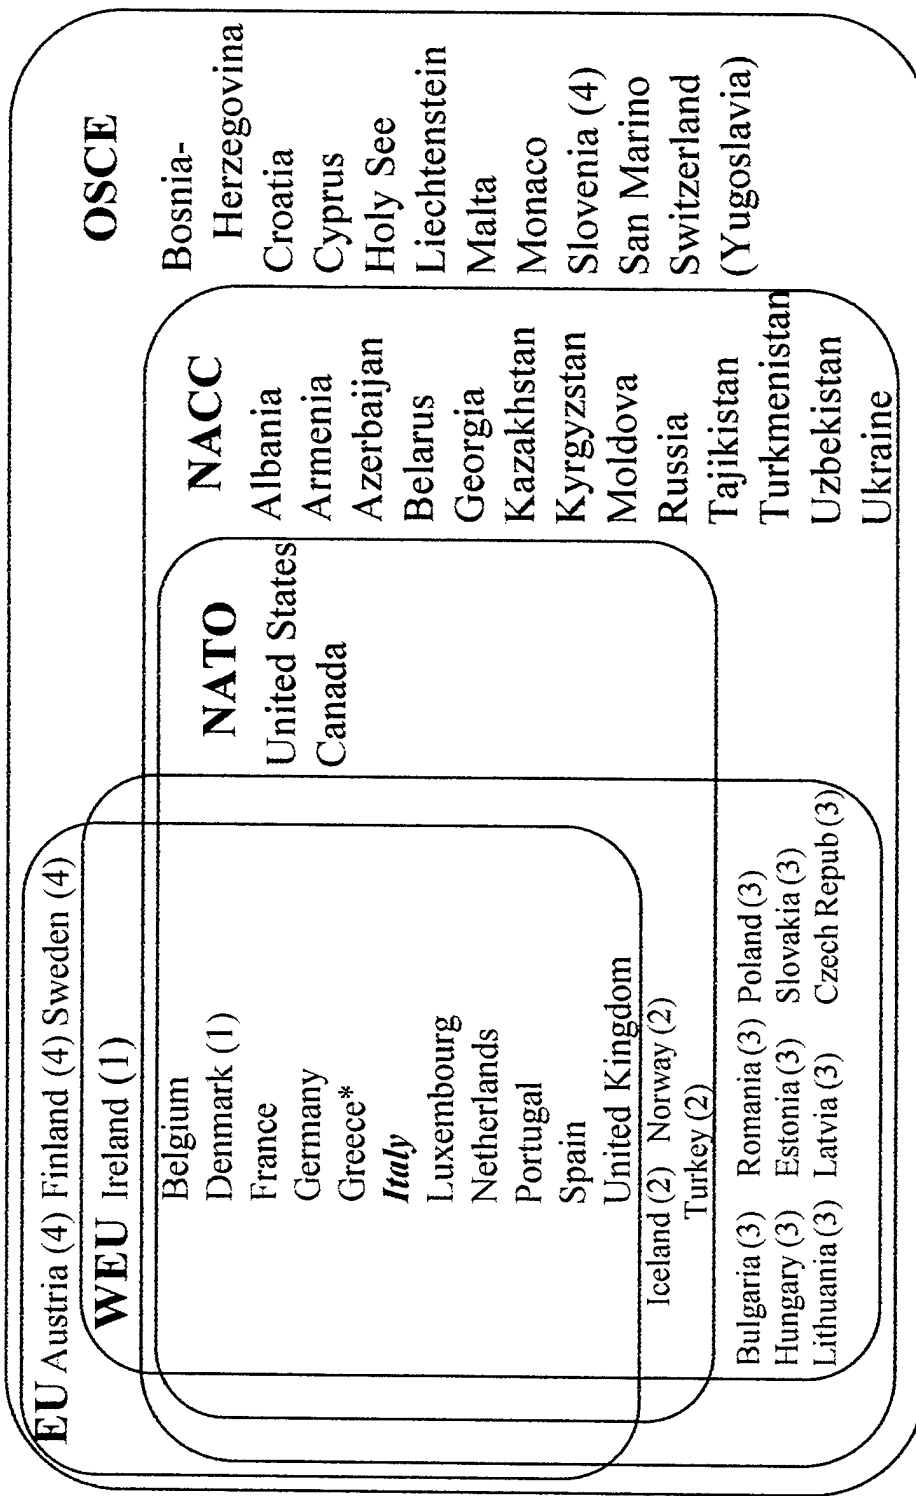 EU Austria (4) Finland (4) Sweden (4)
WEU Ireland (1)
Belgium
Denmark (1)
France
Germany
Greece*
Italy
Luxembourg
Netherlands
Portugal
Spain
United Kingdom
Iceland (2) Norway (2)
Turkey (2)
Bulgaria (3) Romania (3) Poland (3)
Hungary (3) Estonia (3) Slovakia (3)
Lithuania (3) Latvia (3) Czech Repub (3)
NATO
United States
Canada
NACC
Albania
Armenia
Azerbaijan
Belarus
Georgia
Kazakhstan
Kyrgyzstan
Moldova
Russia
Tajikistan
Turkmenistan
Uzbekistan
Ukraine
OSCE
Bosnia-
Herzegovina
Croatia
Cyprus
Holy See
Liechtenstein
Malta
Monaco
Slovenia (4)
San Marino
Switzerland
(Yugoslavia)